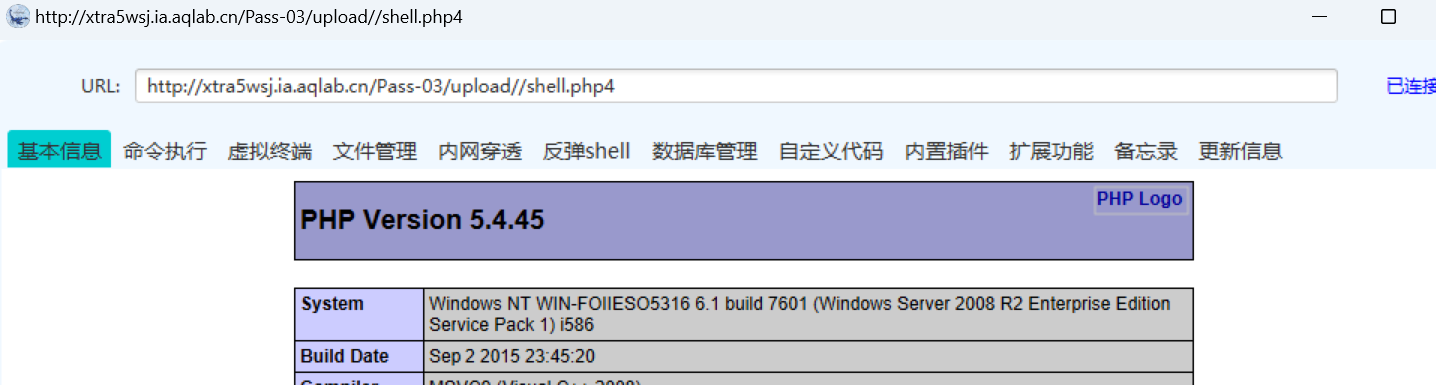 http://xtra5wsj.ia.aqlab.cn/Pass-03/upload//shell.php4
URL: http://xtra5wsj.ia.aqlab.cn/Pass-03/upload//shell.php4 已连接
基本信息 命令执行 虚拟终端 文件管理 内网穿透 反弹shell 数据库管理 自定义代码 内置插件 扩展功能 备忘录 更新信息
PHP Version 5.4.45 PHP Logo
System Windows NT WIN-FOIIESO5316 6.1 build 7601 (Windows Server 2008 R2 Enterprise Edition
Service Pack 1) i586
Build Date Sep 2 2015 23:45:20
Compiler MSVC9 (Visual C++ 2008)